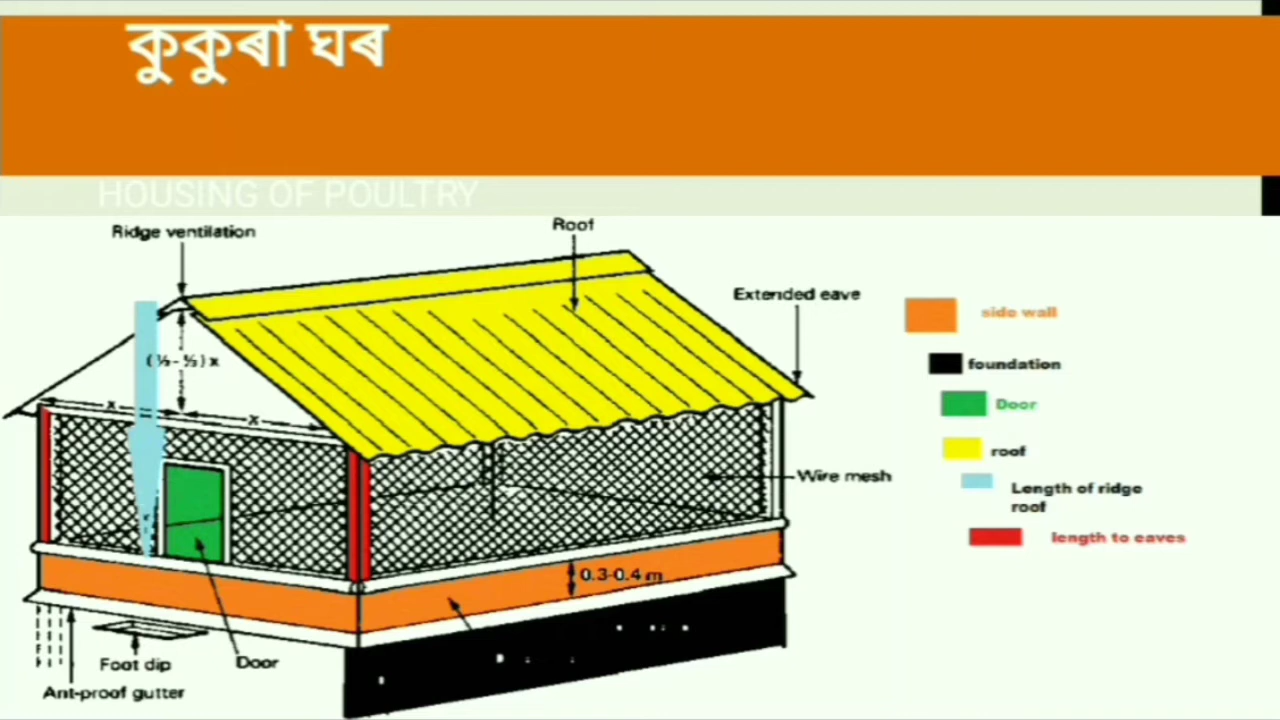 কুকুৰা ঘৰ
HOUSING OF POULTRY
Ridge ventilation
Roof
Extended eave
(⅓-½)x
x
x
Wire mesh
0.3-0.4 m
Foot dip
Door
Ant-proof gutter
side wall
foundation
Door
roof
Length of ridge
roof
length to eaves